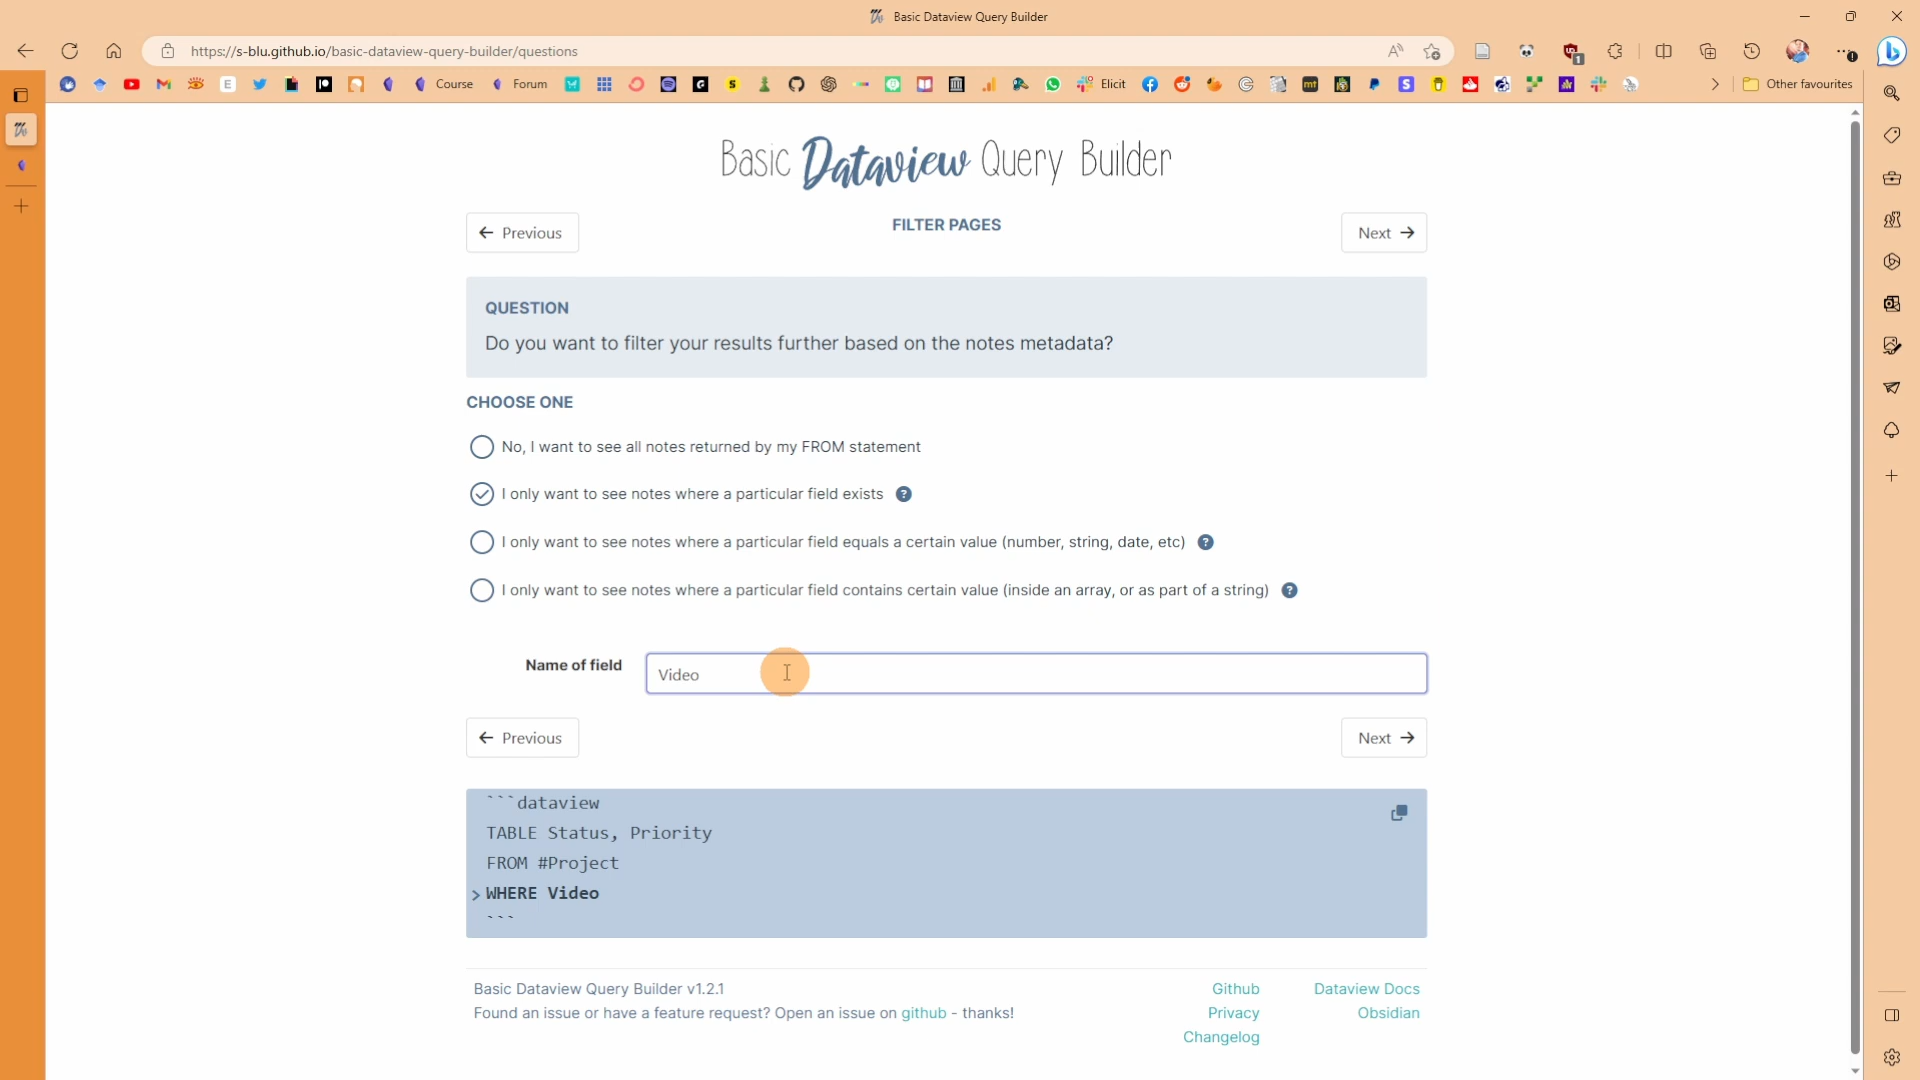 Basic Dataview Query Builder
https://s-blu.github.io/basic-dataview-query-builder/questions
1
Course
Forum
Elicit
Other favourites
Basic Dataview Query Builder
← Previous
FILTER PAGES
Next →
QUESTION
Do you want to filter your results further based on the notes metadata?
CHOOSE ONE
No, I want to see all notes returned by my FROM statement
I only want to see notes where a particular field exists ?
I only want to see notes where a particular field equals a certain value (number, string, date, etc) ?
I only want to see notes where a particular field contains certain value (inside an array, or as part of a string) ?
Name of field
Video
← Previous
Next →
```dataview
TABLE Status, Priority
FROM #Project
> WHERE Video
```
Basic Dataview Query Builder v1.2.1
Github
Dataview Docs
Found an issue or have a feature request? Open an issue on github - thanks!
Privacy
Obsidian
Changelog